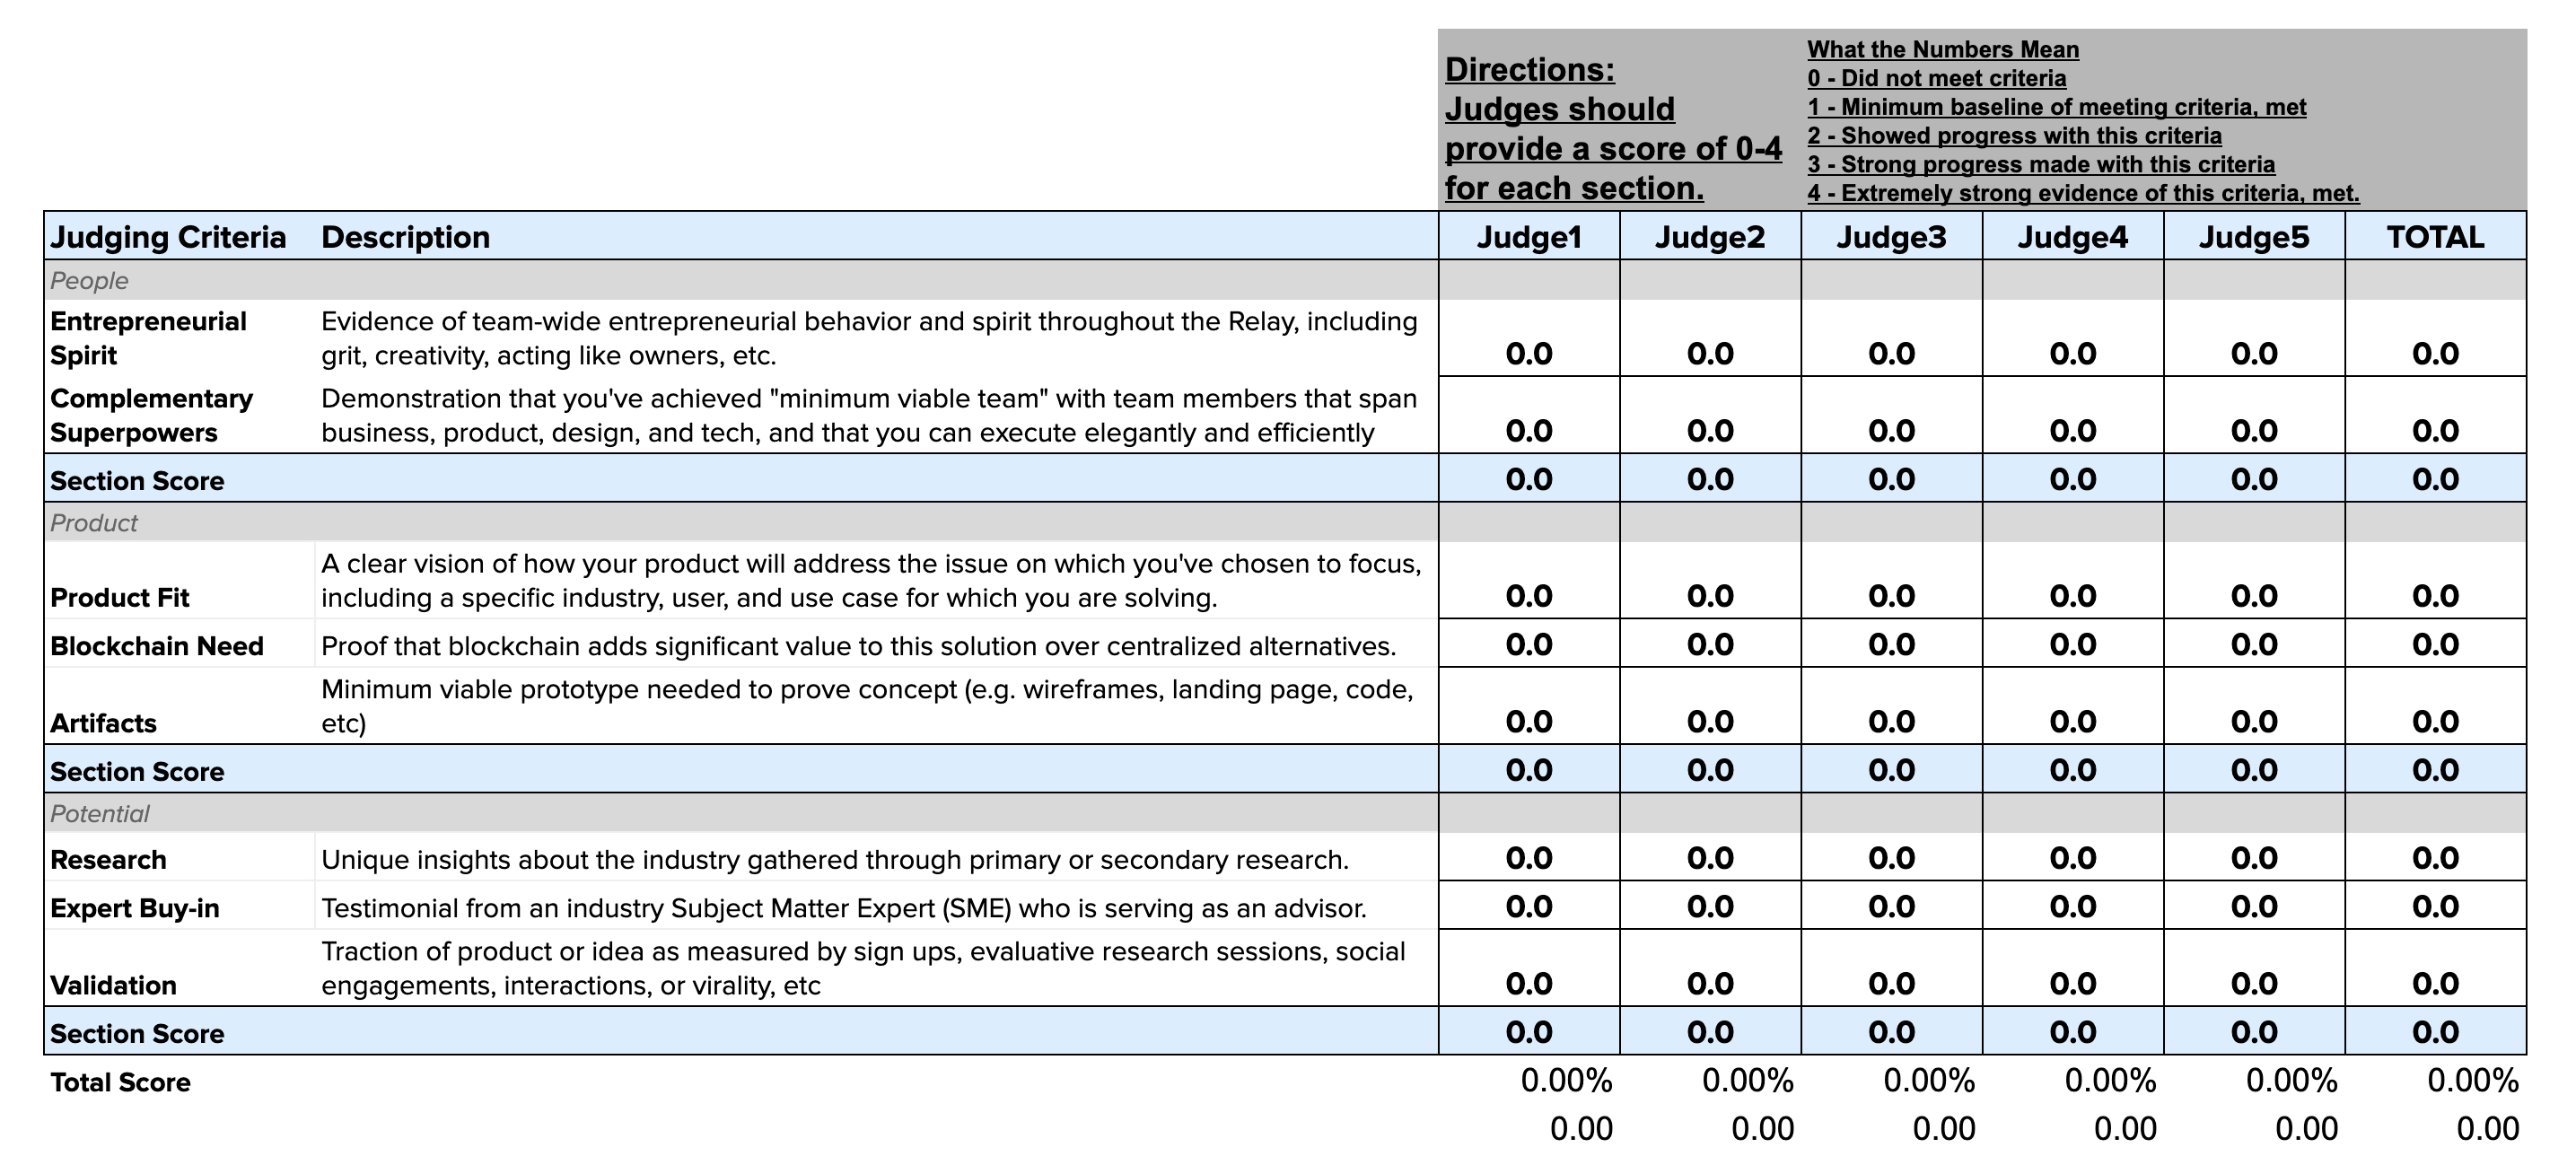 Directions:
Judges should
provide a score of 0-4
for each section.
What the Numbers Mean
0 - Did not meet criteria
1 - Minimum baseline of meeting criteria, met
2 - Showed progress with this criteria
3 - Strong progress made with this criteria
4 - Extremely strong evidence of this criteria, met.
Judging Criteria Description Judge1 Judge2 Judge3 Judge4 Judge5 TOTAL
People
Entrepreneurial
Spirit
Evidence of team-wide entrepreneurial behavior and spirit throughout the Relay, including
grit, creativity, acting like owners, etc.
0.0 0.0 0.0 0.0 0.0 0.0
Complementary
Superpowers
Demonstration that you've achieved "minimum viable team" with team members that span
business, product, design, and tech, and that you can execute elegantly and efficiently
0.0 0.0 0.0 0.0 0.0 0.0
Section Score 0.0 0.0 0.0 0.0 0.0 0.0
Product
Product Fit
A clear vision of how your product will address the issue on which you've chosen to focus,
including a specific industry, user, and use case for which you are solving.
0.0 0.0 0.0 0.0 0.0 0.0
Blockchain Need Proof that blockchain adds significant value to this solution over centralized alternatives. 0.0 0.0 0.0 0.0 0.0 0.0
Artifacts
Minimum viable prototype needed to prove concept (e.g. wireframes, landing page, code,
etc)
0.0 0.0 0.0 0.0 0.0 0.0
Section Score 0.0 0.0 0.0 0.0 0.0 0.0
Potential
Research Unique insights about the industry gathered through primary or secondary research. 0.0 0.0 0.0 0.0 0.0 0.0
Expert Buy-in Testimonial from an industry Subject Matter Expert (SME) who is serving as an advisor. 0.0 0.0 0.0 0.0 0.0 0.0
Validation
Traction of product or idea as measured by sign ups, evaluative research sessions, social
engagements, interactions, or virality, etc
0.0 0.0 0.0 0.0 0.0 0.0
Section Score 0.0 0.0 0.0 0.0 0.0 0.0
Total Score 0.00% 0.00% 0.00% 0.00% 0.00% 0.00%
0.00 0.00 0.00 0.00 0.00 0.00